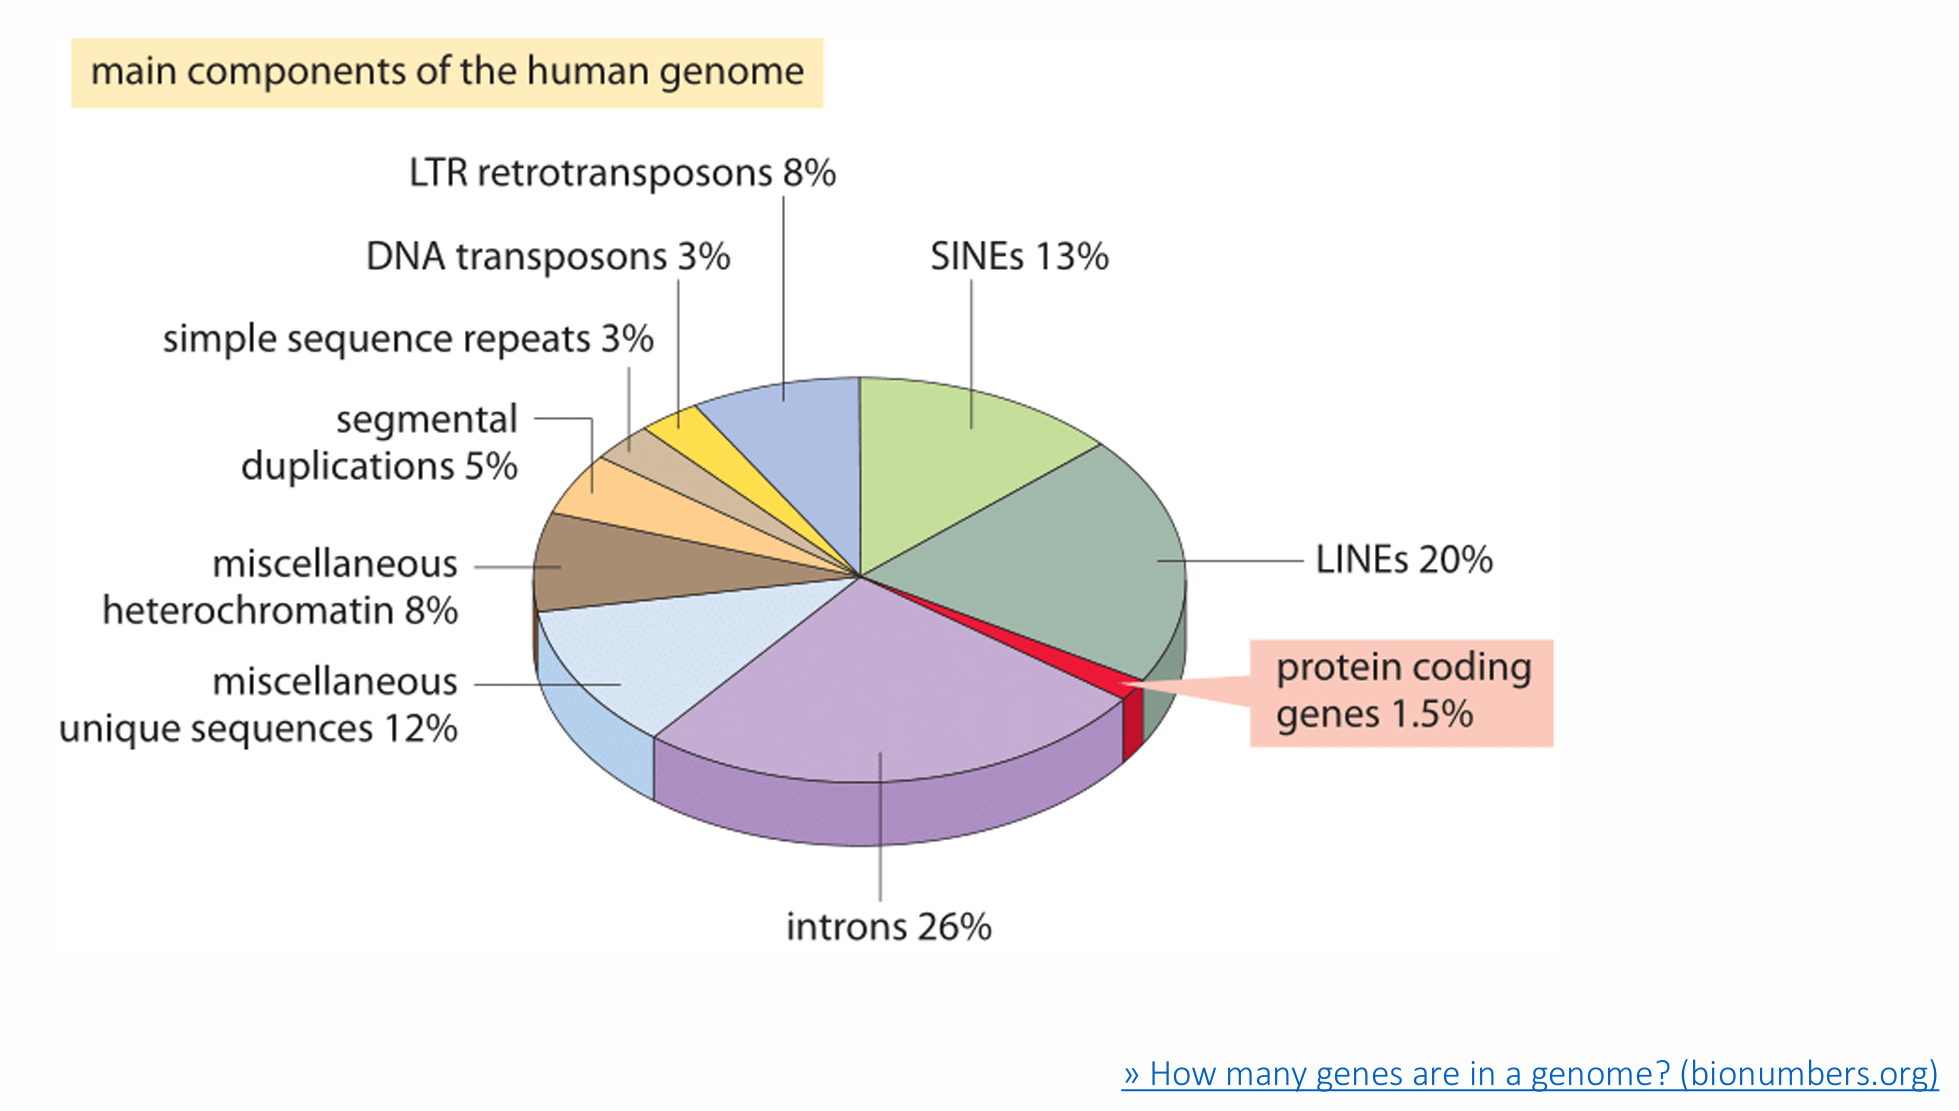 main components of the human genome
LTR retrotransposons 8%
DNA transposons 3%
SINEs 13%
simple sequence repeats 3%
segmental
duplications 5%
miscellaneous
heterochromatin 8%
LINEs 20%
miscellaneous
unique sequences 12%
protein coding
genes 1.5%
introns 26%
» How many genes are in a genome? (bionumbers.org)